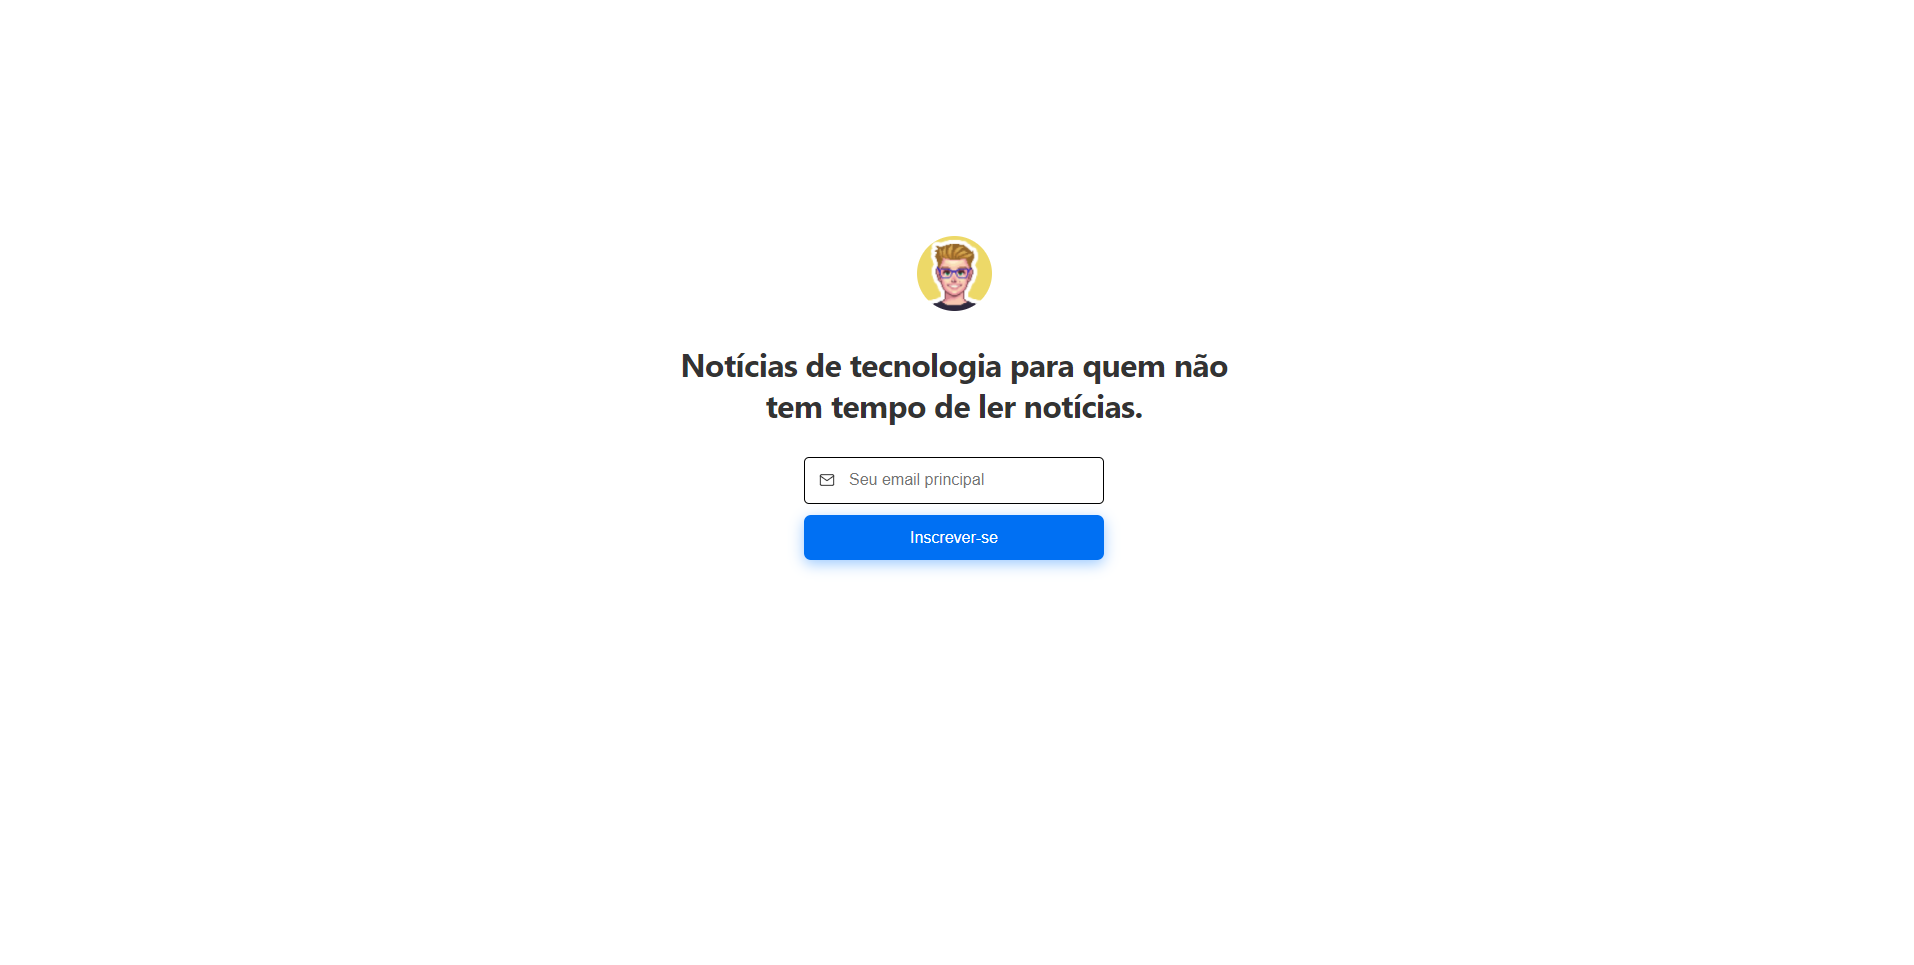 Notícias de tecnologia para quem não
tem tempo de ler notícias.
Seu email principal
Inscrever-se